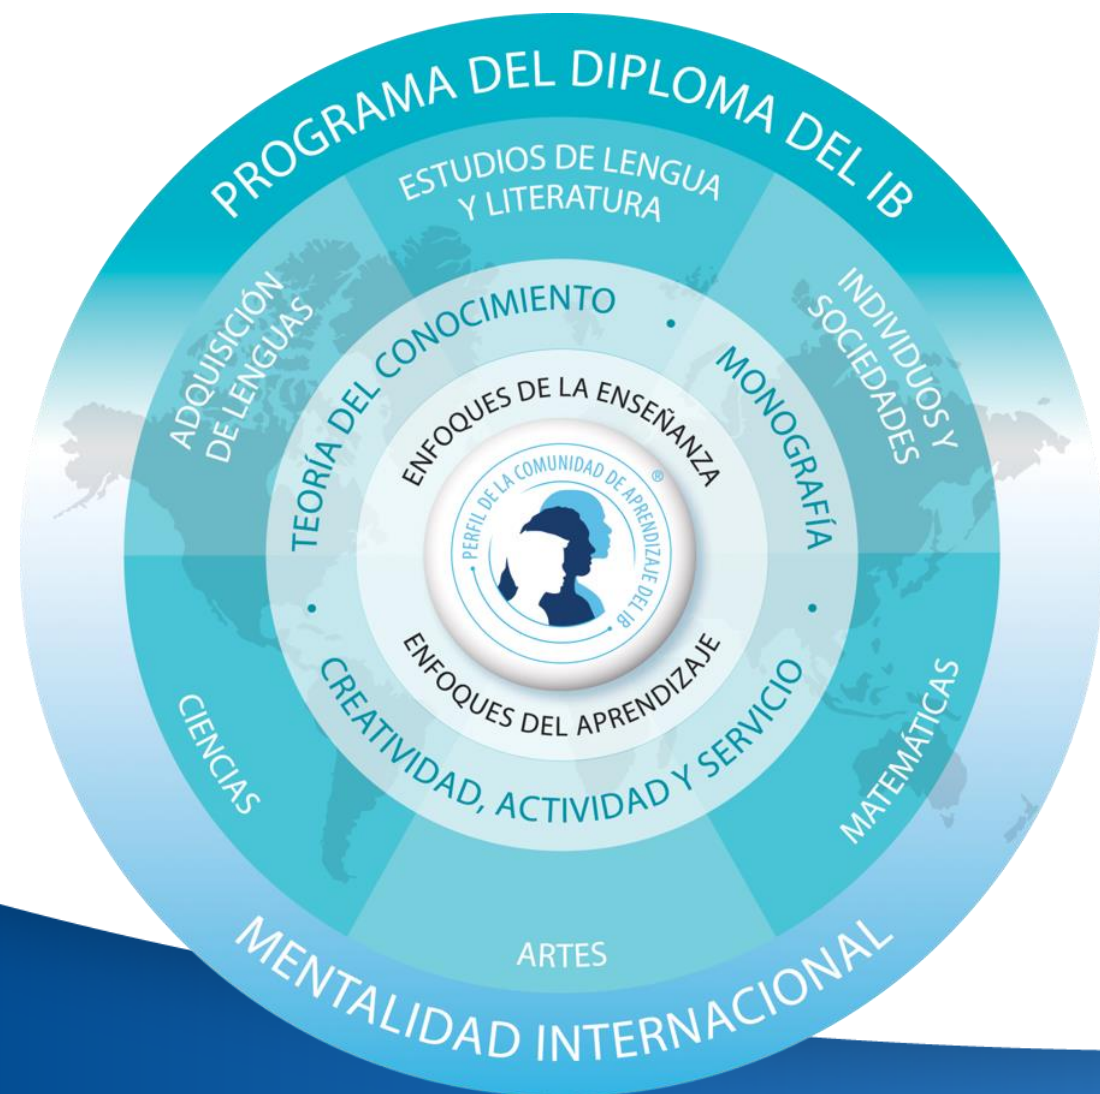 PROGRAMA DEL DIPLOMA DEL IB
ESTUDIOS DE LENGUA
Y LITERATURA
ADQUISICIÓN
DE LENGUAS
INDIVIDUOS Y
SOCIEDADES
TEORÍA DEL CONOCIMIENTO •
MONOGRAFÍA •
ENFOQUES DE LA ENSEÑANZA
• PERFIL DE LA COMUNIDAD DE APRENDIZAJE DEL IB •
®
ENFOQUES DEL APRENDIZAJE
• CREATIVIDAD, ACTIVIDAD Y SERVICIO
CIENCIAS
MATEMÁTICAS
ARTES
MENTALIDAD INTERNACIONAL